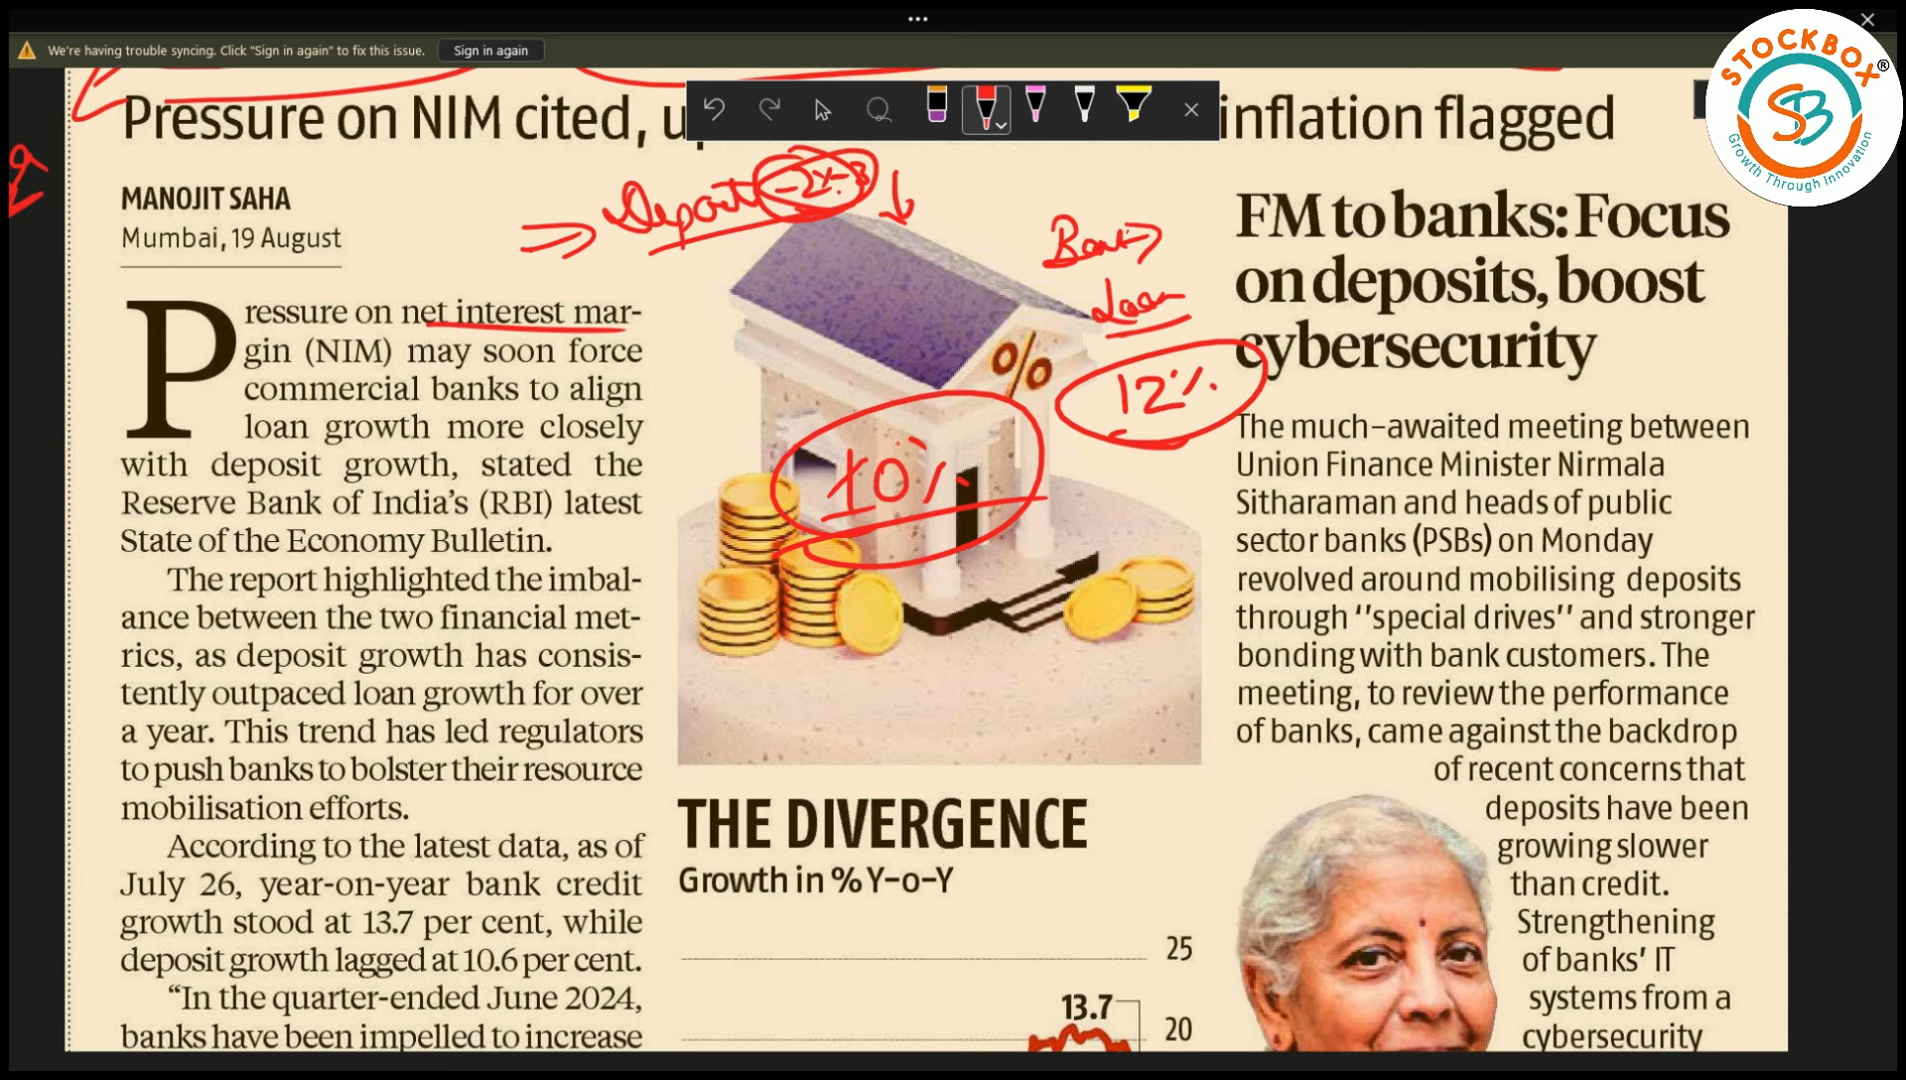 We're having trouble syncing. Click "Sign in again" to fix this issue.
Sign in again
STOCKBOX®
SB
Growth Through Innovation
Pressure on NIM cited, u
inflation flagged
MANOJIT SAHA
Mumbai, 19 August
Pressure on net interest mar-
gin (NIM) may soon force
commercial banks to align
loan growth more closely
with deposit growth, stated the
Reserve Bank of India's (RBI) latest
State of the Economy Bulletin.
The report highlighted the imbal-
ance between the two financial met-
rics, as deposit growth has consis-
tently outpaced loan growth for over
a year. This trend has led regulators
to push banks to bolster their resource
mobilisation efforts.
According to the latest data, as of
July 26, year-on-year bank credit
growth stood at 13.7 per cent, while
deposit growth lagged at 10.6 per cent.
“In the quarter-ended June 2024,
banks have been impelled to increase
Deposit
Bank
Loan
12%
10%
%
THE DIVERGENCE
Growth in % Y-o-Y
25
13.7
20
FM to banks: Focus
on deposits, boost
cybersecurity
The much-awaited meeting between
Union Finance Minister Nirmala
Sitharaman and heads of public
sector banks (PSBs) on Monday
revolved around mobilising deposits
through ''special drives'' and stronger
bonding with bank customers. The
meeting, to review the performance
of banks, came against the backdrop
of recent concerns that
deposits have been
growing slower
than credit.
Strengthening
of banks' IT
systems from a
cybersecurity